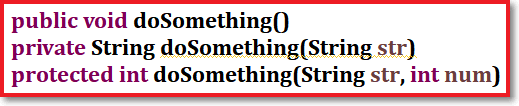 public void doSomething()
private String doSomething(String str)
protected int doSomething(String str, int num)